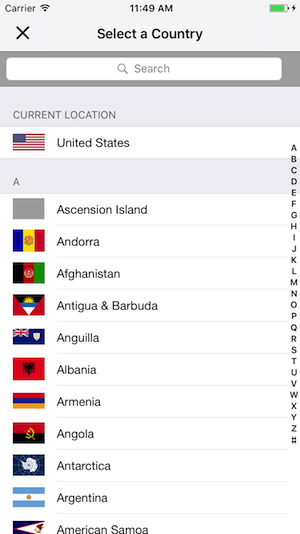 Carrier 11:49 AM
Select a Country
Search
CURRENT LOCATION
United States
A
Ascension Island
Andorra
Afghanistan
Antigua & Barbuda
Anguilla
Albania
Armenia
Angola
Antarctica
Argentina
American Samoa
A
B
C
D
E
F
G
H
I
J
K
L
M
N
O
P
Q
R
S
T
U
V
W
X
Y
Z
#